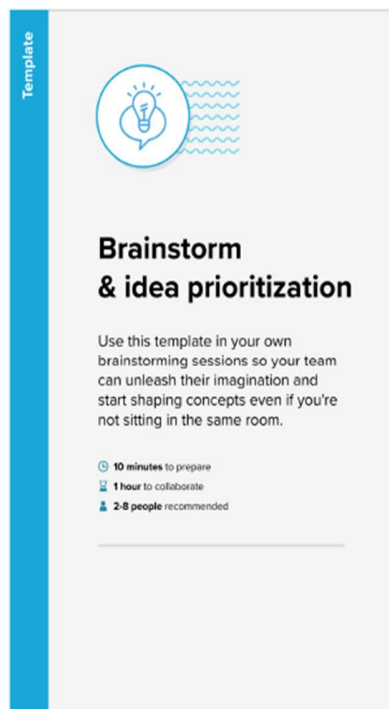 Template
Brainstorm
& idea prioritization
Use this template in your own
brainstorming sessions so your team
can unleash their imagination and
start shaping concepts even if you're
not sitting in the same room.
10 minutes to prepare
1 hour to collaborate
2-8 people recommended